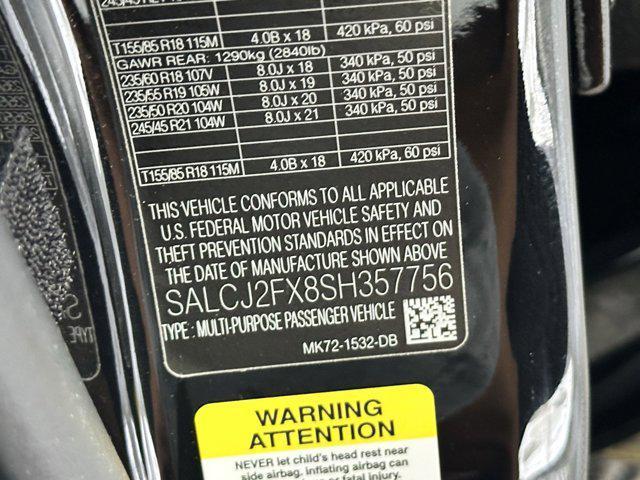 T155/85 R18 115M 4.0B x 18 420 kPa, 60 psi
GAWR REAR: 1290kg (2840lb)
235/60 R18 107V 8.0J x 18 340 kPa, 50 psi
235/55 R19 105W 8.0J x 19 340 kPa, 50 psi
235/50 R20 104W 8.0J x 20 340 kPa, 50 psi
245/45 R21 104W 8.0J x 21 340 kPa, 50 psi
T155/85 R18 115M 4.0B x 18 420 kPa, 60 psi
THIS VEHICLE CONFORMS TO ALL APPLICABLE
U.S. FEDERAL MOTOR VEHICLE SAFETY AND
THEFT PREVENTION STANDARDS IN EFFECT ON
THE DATE OF MANUFACTURE SHOWN ABOVE
SALCJ2FX8SH357756
TYPE : MULTI-PURPOSE PASSENGER VEHICLE
MK72-1532-DB
WARNING
ATTENTION
NEVER let child's head rest near
side airbag, inflating airbag can
or fatal injury.